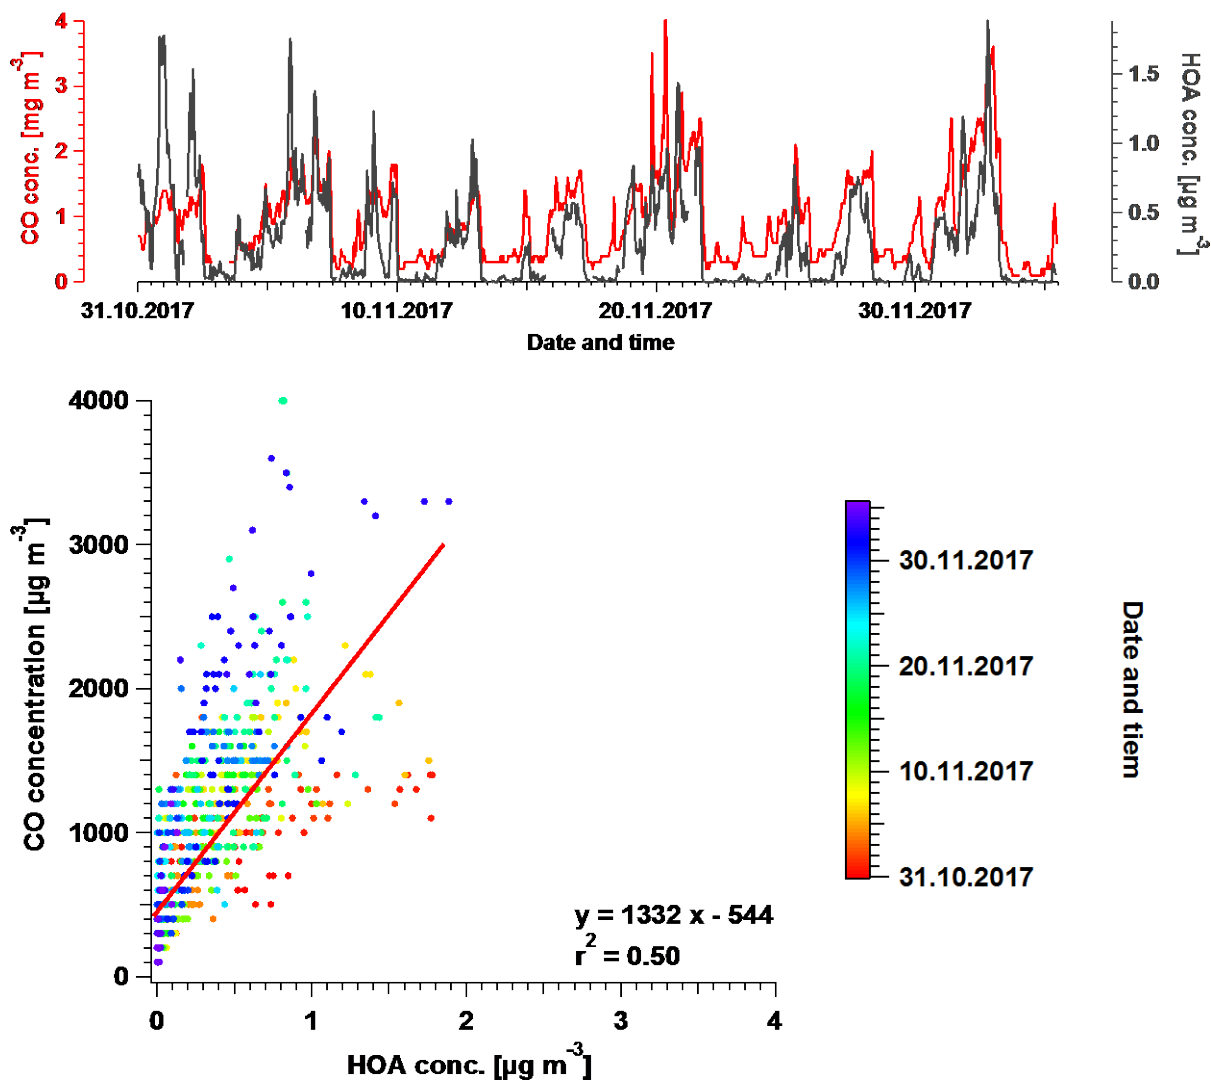 4
3
2
1
0
CO conc. [mg m⁻³]
1.5
1.0
0.5
0.0
HOA conc. [µg m⁻³]
31.10.2017 10.11.2017 20.11.2017 30.11.2017
Date and time
4000
3000
2000
1000
0
CO concentration [µg m⁻³]
y = 1332 x - 544
r² = 0.50
0 1 2 3 4
HOA conc. [µg m⁻³]
30.11.2017
20.11.2017
10.11.2017
31.10.2017
Date and tiem